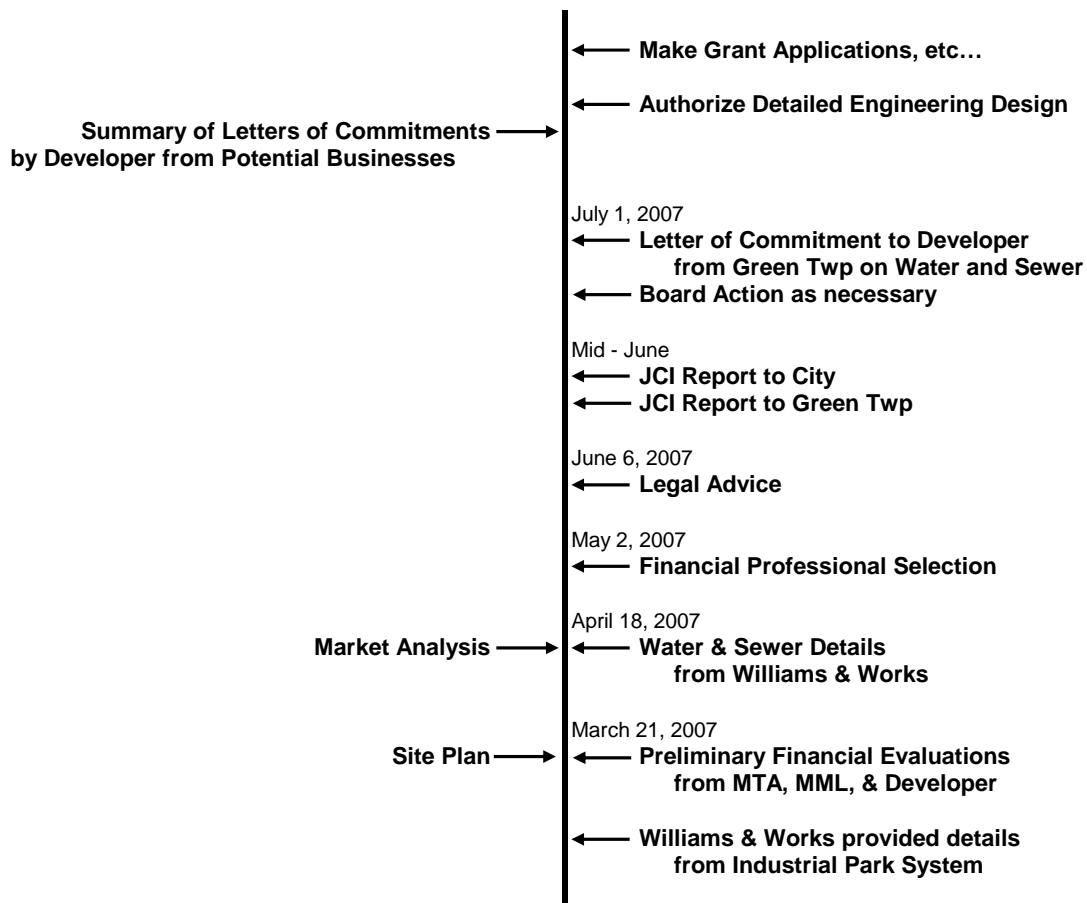 Make Grant Applications, etc…
Authorize Detailed Engineering Design
Summary of Letters of Commitments
by Developer from Potential Businesses
July 1, 2007
Letter of Commitment to Developer
from Green Twp on Water and Sewer
Board Action as necessary
Mid - June
JCI Report to City
JCI Report to Green Twp
June 6, 2007
Legal Advice
May 2, 2007
Financial Professional Selection
April 18, 2007
Market Analysis
Water & Sewer Details
from Williams & Works
March 21, 2007
Site Plan
Preliminary Financial Evaluations
from MTA, MML, & Developer
Williams & Works provided details
from Industrial Park System